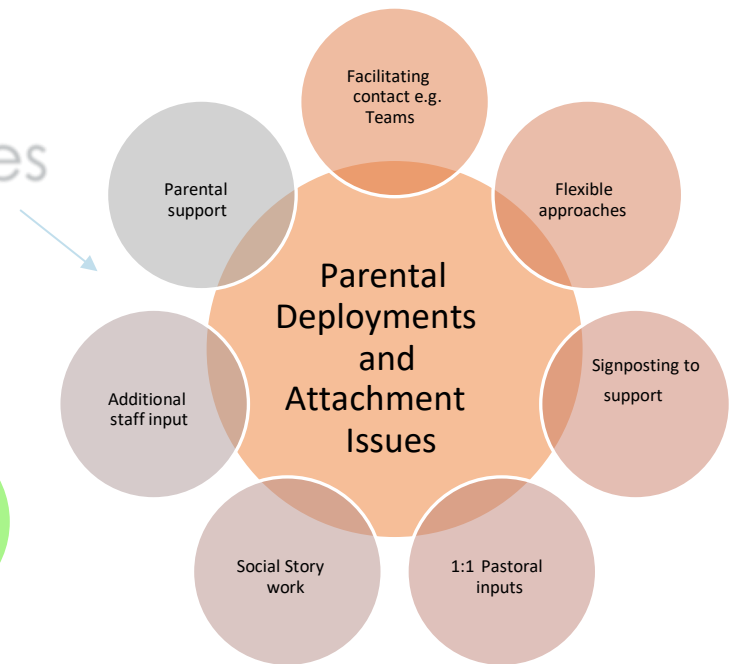 Facilitating
contact e.g.
Teams
es
Parental
support
Flexible
approaches
Parental
Deployments
and
Attachment
Issues
Signposting to
support
Additional
staff input
Social Story
work
1:1 Pastoral
inputs